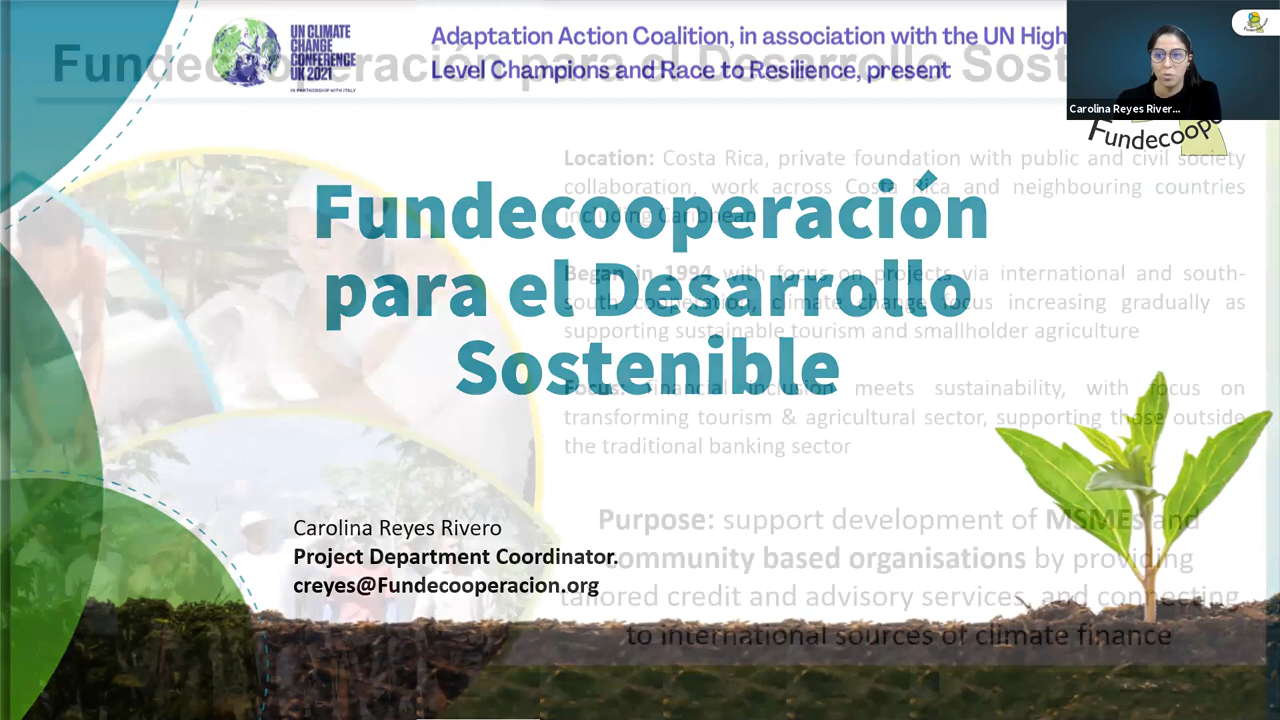 UN CLIMATE
CHANGE
CONFERENCE
UK 2021
IN PARTNERSHIP WITH ITALY
Adaptation Action Coalition, in association with the UN High
Level Champions and Race to Resilience, present
Carolina Reyes River...
Fundecooperación para el Desarrollo Sost
Fundecoope
Location: Costa Rica, private foundation with public and civil society
collaboration, work across Costa Rica and neighbouring countries
including Caribbean
Began in 1994 with focus on projects via international and south-
south cooperation, climate change focus increasing gradually as
supporting sustainable tourism and smallholder agriculture
Focus: Financial inclusion meets sustainability, with focus on
transforming tourism & agricultural sector, supporting those outside
the traditional banking sector
Purpose: support development of MSMEs and
community based organisations by providing
tailored credit and advisory services, and connecting
to international sources of climate finance
Fundecooperación
para el Desarrollo
Sostenible
Carolina Reyes Rivero
Project Department Coordinator.
creyes@Fundecooperacion.org